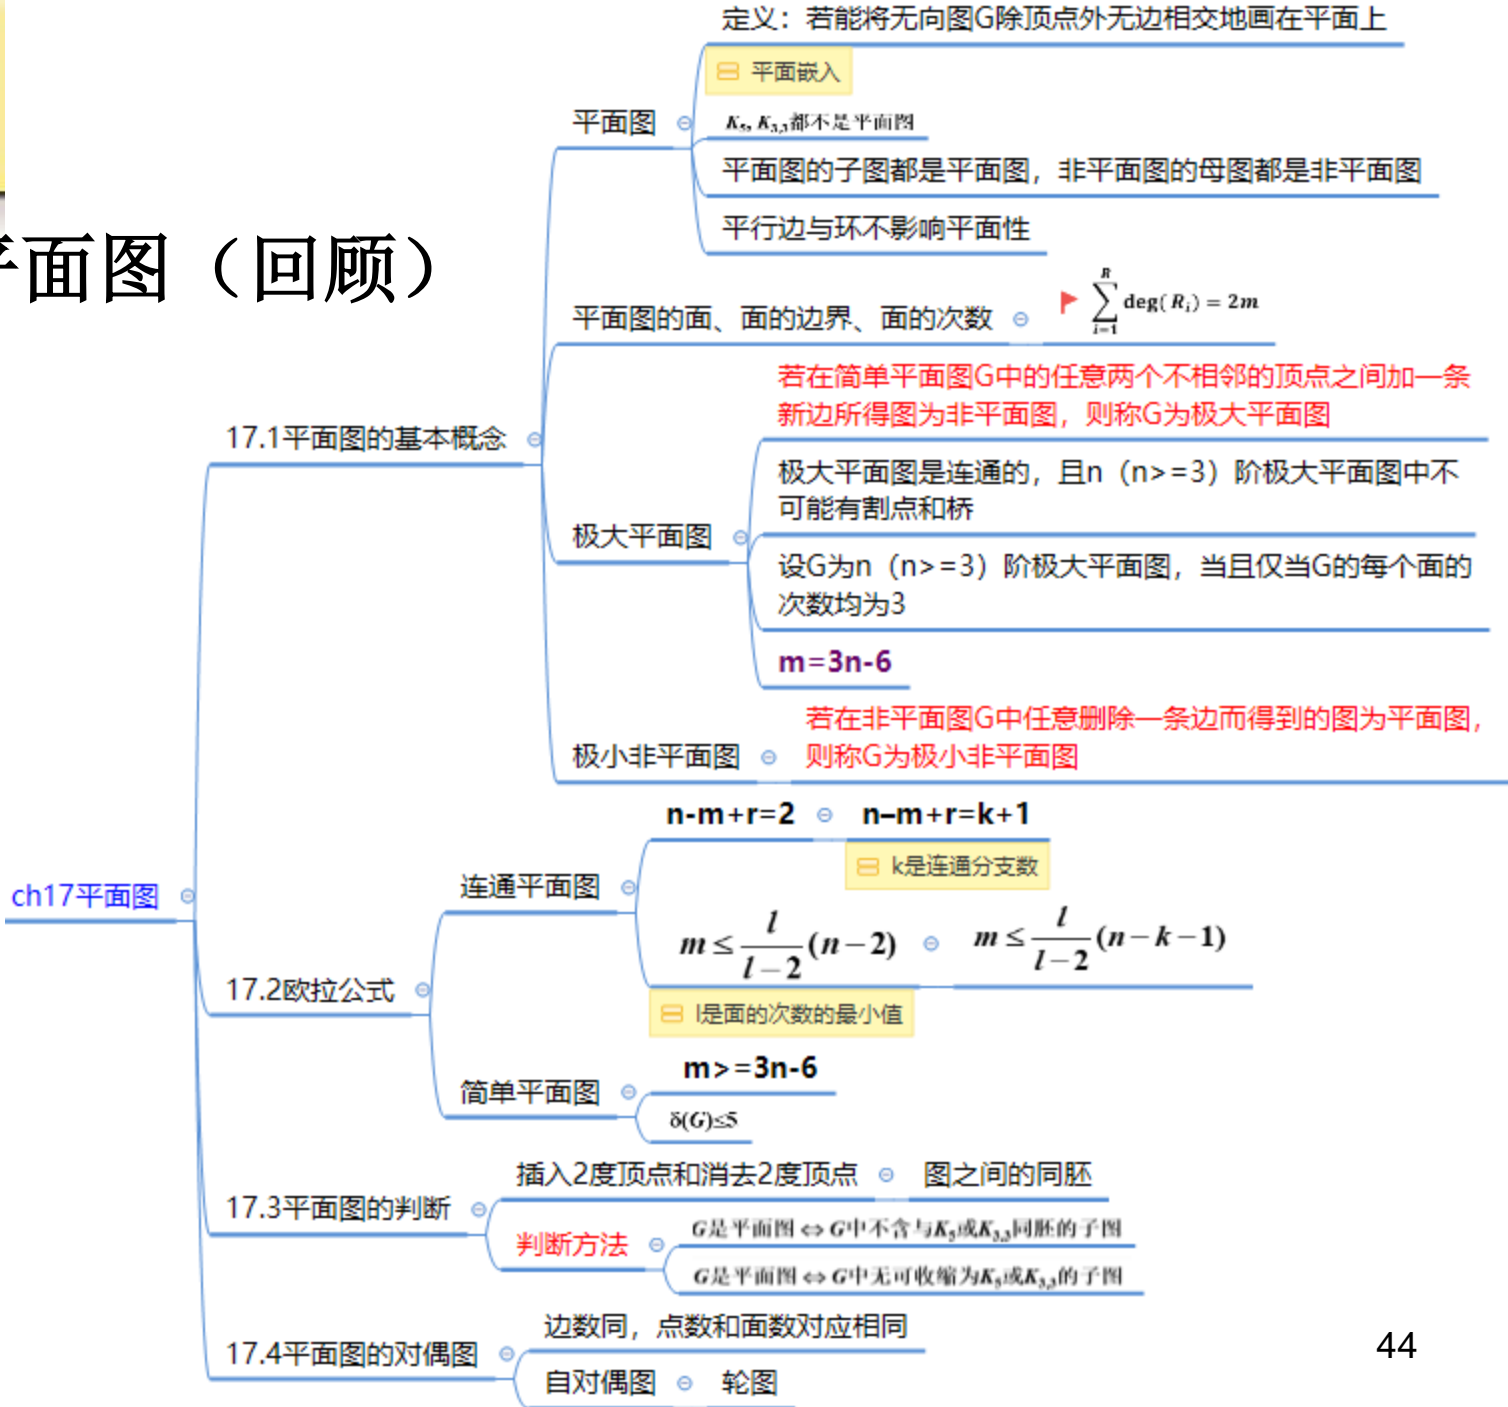 平面图（回顾）
ch17平面图
17.1平面图的基本概念
平面图
定义：若能将无向图G除顶点外无边相交地画在平面上
平面嵌入
K₅, K₃,₃都不是平面图
平面图的子图都是平面图，非平面图的母图都是非平面图
平行边与环不影响平面性
平面图的面、面的边界、面的次数
∑_{i=1}^{R} deg( Rᵢ) = 2m
极大平面图
若在简单平面图G中的任意两个不相邻的顶点之间加一条
新边所得图为非平面图，则称G为极大平面图
极大平面图是连通的，且n（n>=3）阶极大平面图中不
可能有割点和桥
设G为n（n>=3）阶极大平面图，当且仅当G的每个面的
次数均为3
m=3n-6
极小非平面图
若在非平面图G中任意删除一条边而得到的图为平面图，
则称G为极小非平面图
17.2欧拉公式
连通平面图
n-m+r=2
n–m+r=k+1
k是连通分支数
m ≤ l/(l−2) (n−2)
m ≤ l/(l−2) (n−k−1)
l是面的次数的最小值
简单平面图
m>=3n-6
δ(G)≤5
17.3平面图的判断
插入2度顶点和消去2度顶点
图之间的同胚
判断方法
G是平面图 ⇔ G中不含与K₅或K₃,₃同胚的子图
G是平面图 ⇔ G中无可收缩为K₅或K₃,₃的子图
17.4平面图的对偶图
边数同，点数和面数对应相同
自对偶图
轮图
44